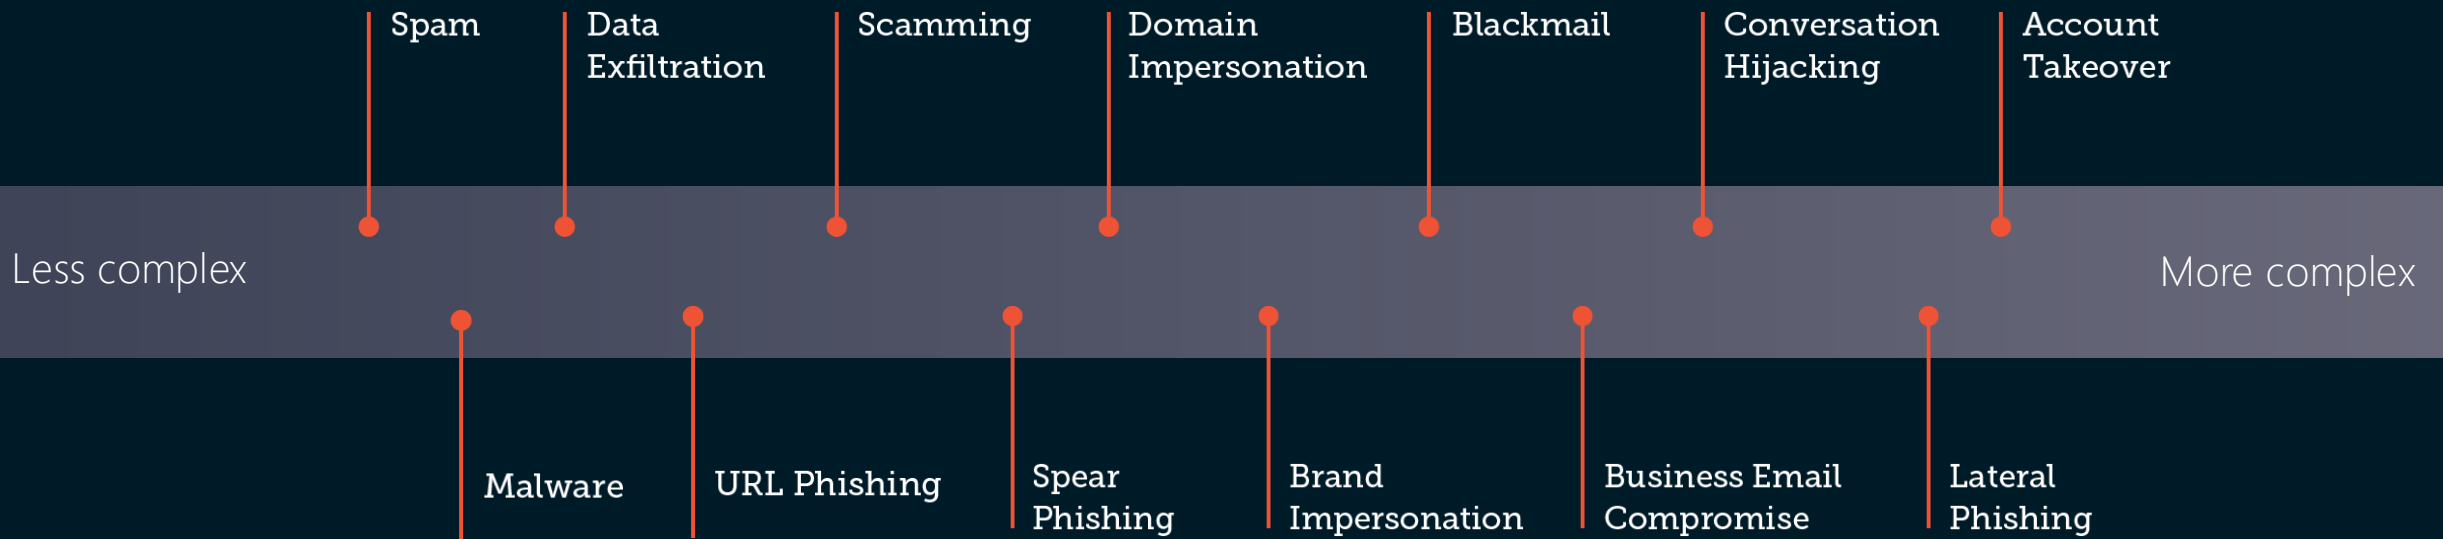 Spam
Data
Exfiltration
Scamming
Domain
Impersonation
Blackmail
Conversation
Hijacking
Account
Takeover
Less complex
More complex
Malware
URL Phishing
Spear
Phishing
Brand
Impersonation
Business Email
Compromise
Lateral
Phishing